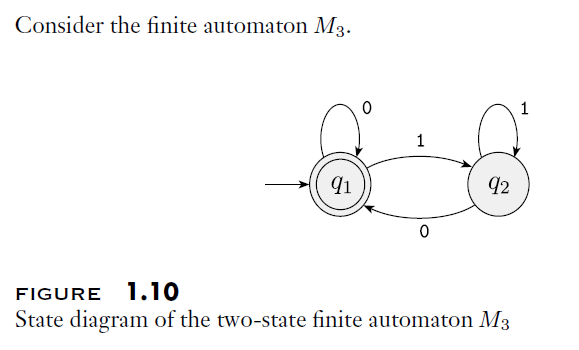 Consider the finite automaton M3.
0
1
1
q1
q2
0
FIGURE 1.10
State diagram of the two-state finite automaton M3